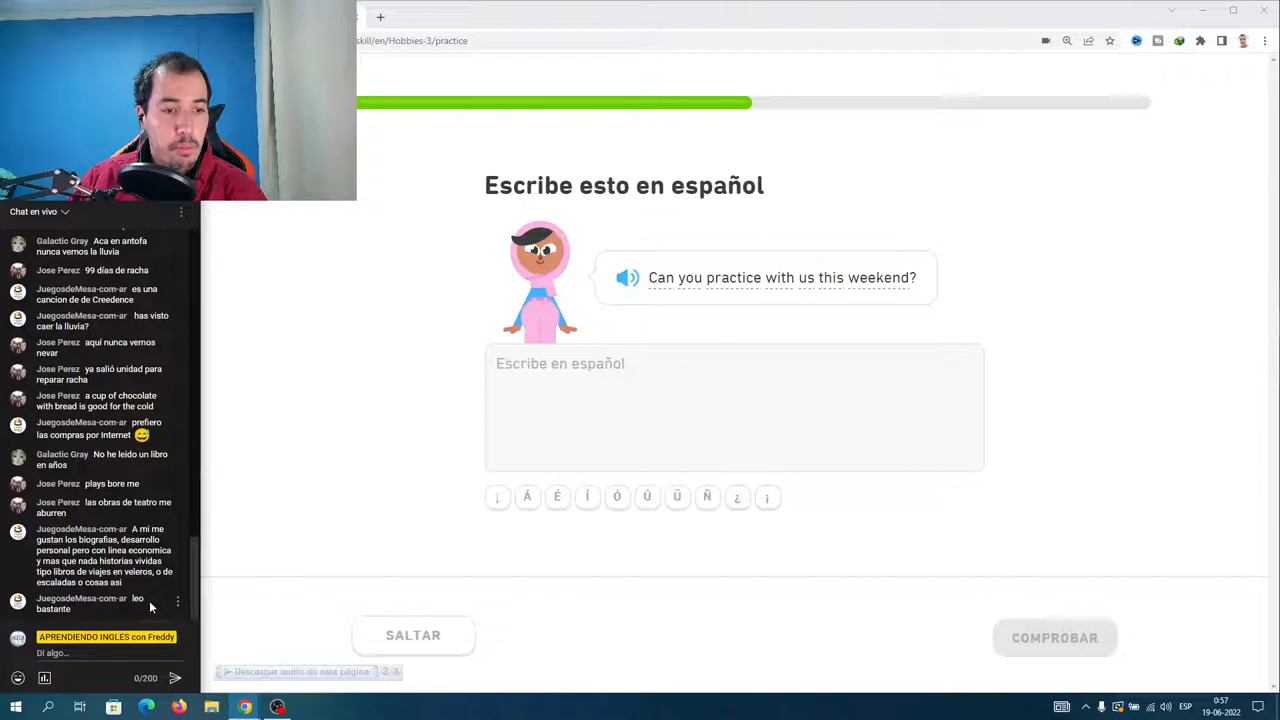 skill/en/Hobbies-3/practice
Escribe esto en español
Can you practice with us this weekend?
Escribe en español
Á É Í Ó Ú Ü Ñ ¿ ¡
SALTAR
COMPROBAR
Descargar audio de esta página ?
Chat en vivo
Galactic Gray Aca en antofa
nunca vemos la lluvia
Jose Perez 99 días de racha
JuegosdeMesa-com-ar es una
cancion de de Creedence
JuegosdeMesa-com-ar has visto
caer la lluvia?
Jose Perez aquí nunca vemos
nevar
Jose Perez ya salió unidad para
reparar racha
Jose Perez a cup of chocolate
with bread is good for the cold
JuegosdeMesa-com-ar prefiero
las compras por Internet 😅
Galactic Gray No he leido un libro
en años
Jose Perez plays bore me
Jose Perez las obras de teatro me
aburren
JuegosdeMesa-com-ar A mi me
gustan los biografias, desarrollo
personal pero con linea economica
y mas que nada historias vividas
tipo libros de viajes en veleros, o de
escaladas o cosas asi
JuegosdeMesa-com-ar leo
bastante
APRENDIENDO INGLES con Freddy
Di algo...
0/200
ESP
0:57
19-06-2022